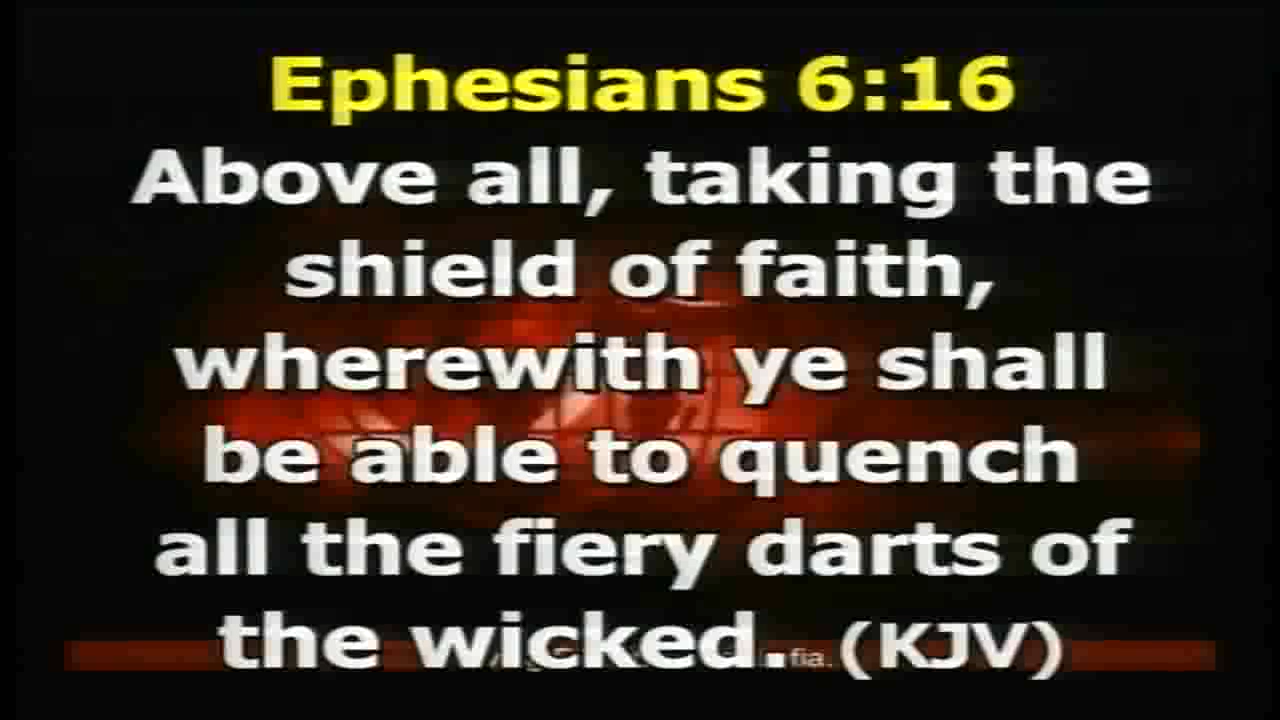 Ephesians 6:16
Above all, taking the
shield of faith,
wherewith ye shall
be able to quench
all the fiery darts of
the wicked. (KJV)